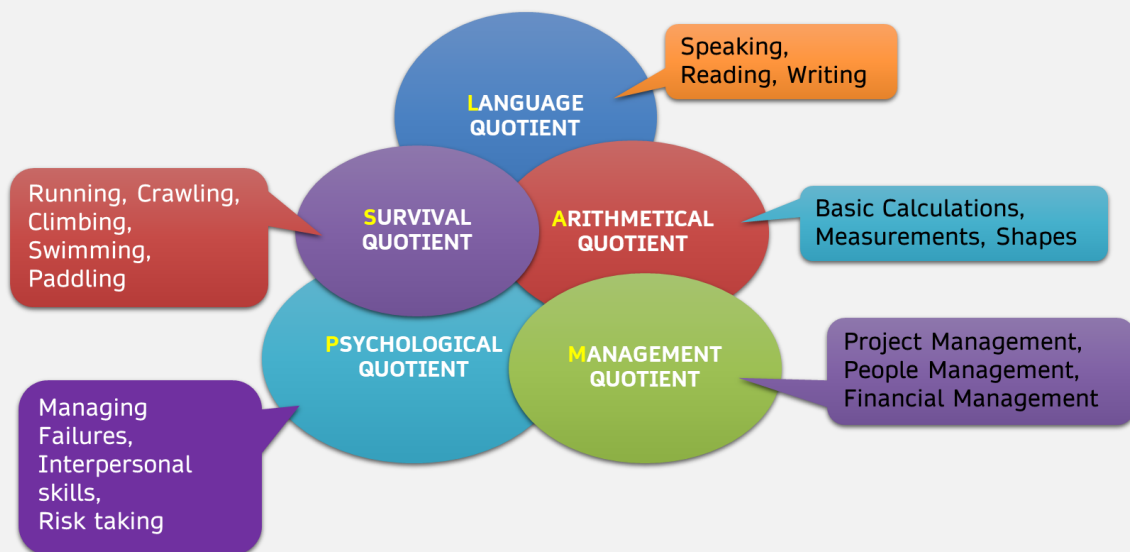 Speaking,
Reading, Writing
LANGUAGE
QUOTIENT
Running, Crawling,
Climbing,
Swimming,
Paddling
SURVIVAL
QUOTIENT
ARITHMETICAL
QUOTIENT
Basic Calculations,
Measurements, Shapes
PSYCHOLOGICAL
QUOTIENT
MANAGEMENT
QUOTIENT
Project Management,
People Management,
Financial Management
Managing
Failures,
Interpersonal
skills,
Risk taking